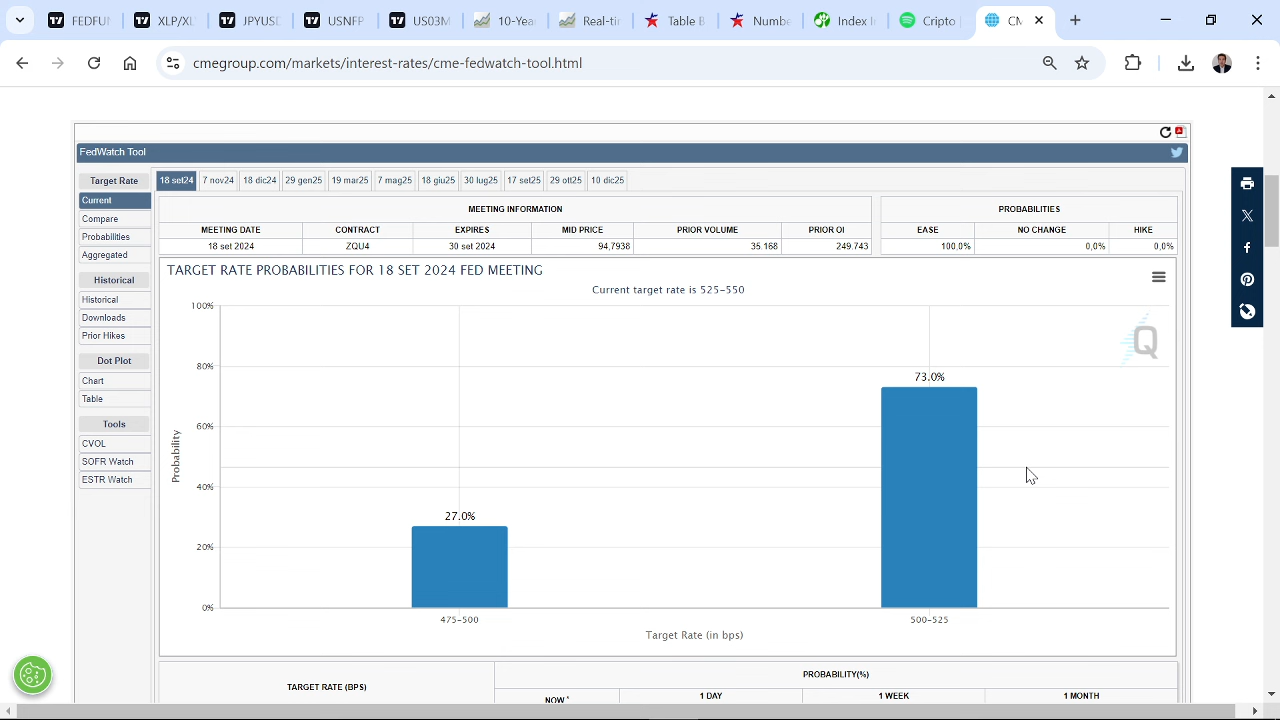 FEDFUN
XLP/XL
JPYUSD
USNFP
US03M
10-Yea
Real-tim
Table B
Numbe
Index I
Cripto
CM
cmegroup.com/markets/interest-rates/cme-fedwatch-tool.html
FedWatch Tool
Target Rate
Current
Compare
Probabilities
Aggregated
Historical
Historical
Downloads
Prior Hikes
Dot Plot
Chart
Table
Tools
CVOL
SOFR Watch
ESTR Watch
18 set24 7 nov24 18 dic24 29 gen25 19 mar25 7 mag25 18 giu25 30 lug25 17 set25 29 ott25 10 dic25
MEETING INFORMATION
MEETING DATE CONTRACT EXPIRES MID PRICE PRIOR VOLUME PRIOR OI
18 set 2024 ZQU4 30 set 2024 94,7938 35.168 249.743
PROBABILITIES
EASE NO CHANGE HIKE
100.0% 0,0% 0,0%
TARGET RATE PROBABILITIES FOR 18 SET 2024 FED MEETING
Current target rate is 525–550
Q
Probability
100%
80%
60%
40%
20%
0%
27.0%
73.0%
475–500
500–525
Target Rate (in bps)
TARGET RATE (BPS)
PROBABILITY(%)
NOW * 1 DAY 1 WEEK 1 MONTH